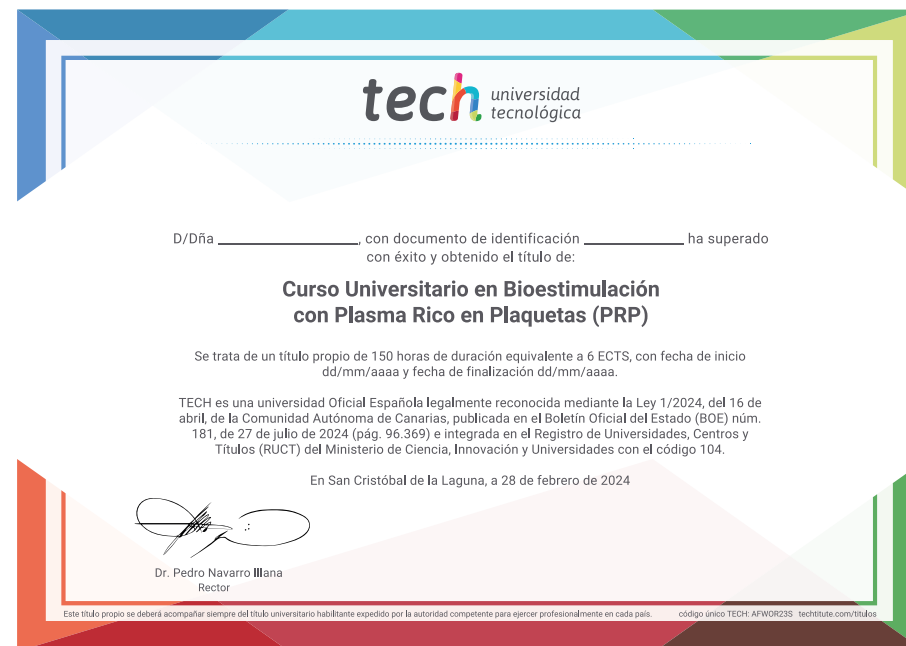 tech universidad
tecnológica
D/Dña ______________, con documento de identificación __________ ha superado
con éxito y obtenido el título de:
Curso Universitario en Bioestimulación
con Plasma Rico en Plaquetas (PRP)
Se trata de un título propio de 150 horas de duración equivalente a 6 ECTS, con fecha de inicio
dd/mm/aaaa y fecha de finalización dd/mm/aaaa.
TECH es una universidad Oficial Española legalmente reconocida mediante la Ley 1/2024, del 16 de
abril, de la Comunidad Autónoma de Canarias, publicada en el Boletín Oficial del Estado (BOE) núm.
181, de 27 de julio de 2024 (pág. 96.369) e integrada en el Registro de Universidades, Centros y
Títulos (RUCT) del Ministerio de Ciencia, Innovación y Universidades con el código 104.
En San Cristóbal de la Laguna, a 28 de febrero de 2024
Dr. Pedro Navarro Illana
Rector
Este título propio se deberá acompañar siempre del título universitario habilitante expedido por la autoridad competente para ejercer profesionalmente en cada país. código único TECH: AFWOR23S techtitute.com/titulos